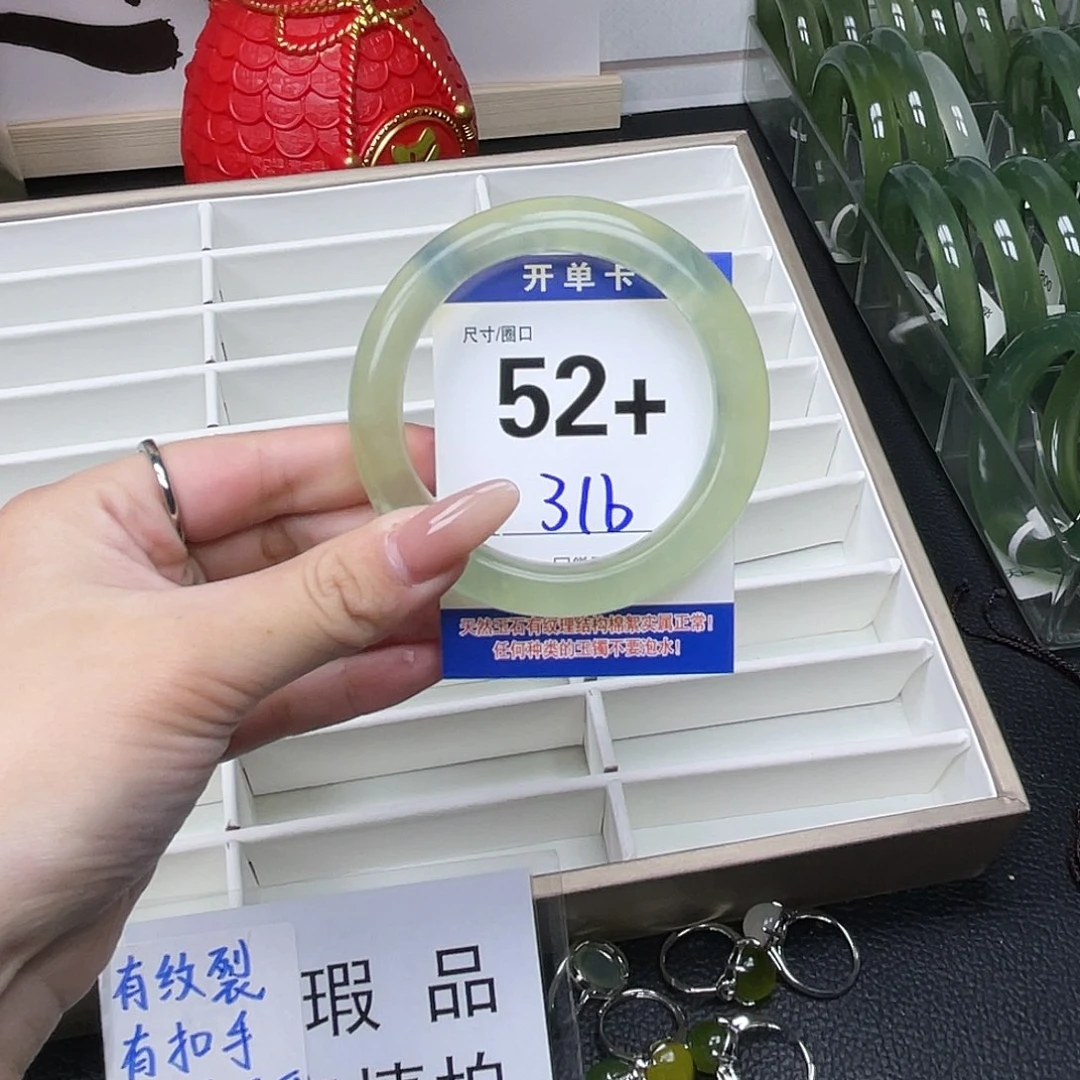 开单卡
尺寸/圈口
52+
316
天然玉石有纹理结构棉絮实属正常!
任何种类的玉镯不要泡水!
有纹裂
有扣手
瑕品